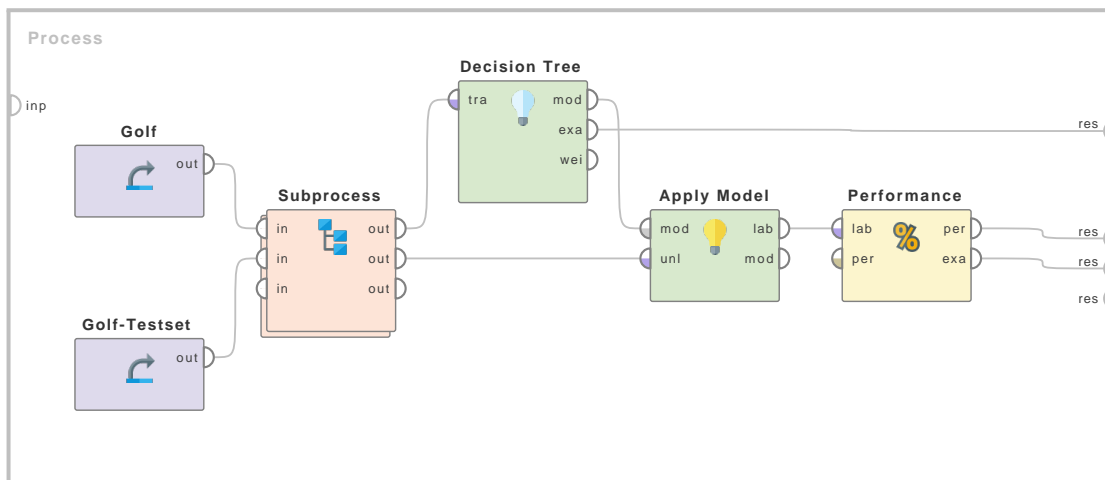 Process
inp
Golf
out
Golf-Testset
out
Subprocess
in out
in out
in out
Decision Tree
tra mod
exa
wei
Apply Model
mod lab
unl mod
Performance
lab per
per exa
res
res
res
res